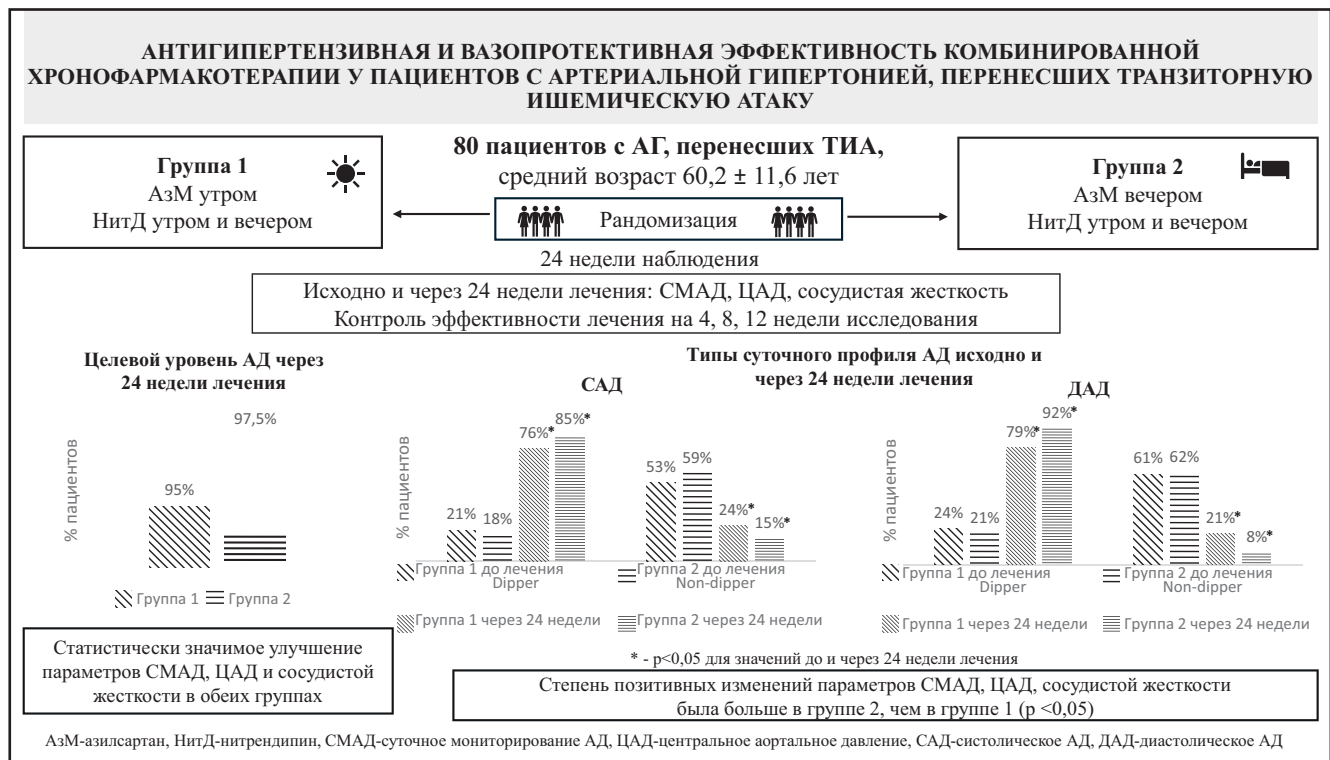 АНТИГИПЕРТЕНЗИВНАЯ И ВАЗОПРОТЕКТИВНАЯ ЭФФЕКТИВНОСТЬ КОМБИНИРОВАННОЙ
ХРОНОФАРМАКОТЕРАПИИ У ПАЦИЕНТОВ С АРТЕРИАЛЬНОЙ ГИПЕРТОНИЕЙ, ПЕРЕНЕСШИХ ТРАНЗИТОРНУЮ
ИШЕМИЧЕСКУЮ АТАКУ
Группа 1
АзМ утром
НитД утром и вечером
80 пациентов с АГ, перенесших ТИА,
средний возраст 60,2 ± 11,6 лет
Рандомизация
24 недели наблюдения
Группа 2
АзМ вечером
НитД утром и вечером
Исходно и через 24 недели лечения: СМАД, ЦАД, сосудистая жесткость
Контроль эффективности лечения на 4, 8, 12 недели исследования
Целевой уровень АД через
24 недели лечения
% пациентов
95%
97,5%
Группа 1
Группа 2
Типы суточного профиля АД исходно и
через 24 недели лечения
САД
% пациентов
21%
18%
76%*
85%*
53%
59%
24%*
15%*
Группа 1 до лечения
Группа 2 до лечения
Dipper
Non-dipper
Группа 1 через 24 недели
Группа 2 через 24 недели
ДАД
% пациентов
24%
21%
79%*
92%*
61%
62%
21%*
8%*
Группа 1 до лечения
Группа 2 до лечения
Dipper
Non-dipper
Группа 1 через 24 недели
Группа 2 через 24 недели
* - p<0,05 для значений до и через 24 недели лечения
Статистически значимое улучшение
параметров СМАД, ЦАД и сосудистой
жесткости в обеих группах
Степень позитивных изменений параметров СМАД, ЦАД, сосудистой жесткости
была больше в группе 2, чем в группе 1 (p <0,05)
АзМ-азилсартан, НитД-нитрендипин, СМАД-суточное мониторирование АД, ЦАД-центральное аортальное давление, САД-систолическое АД, ДАД-диастолическое АД